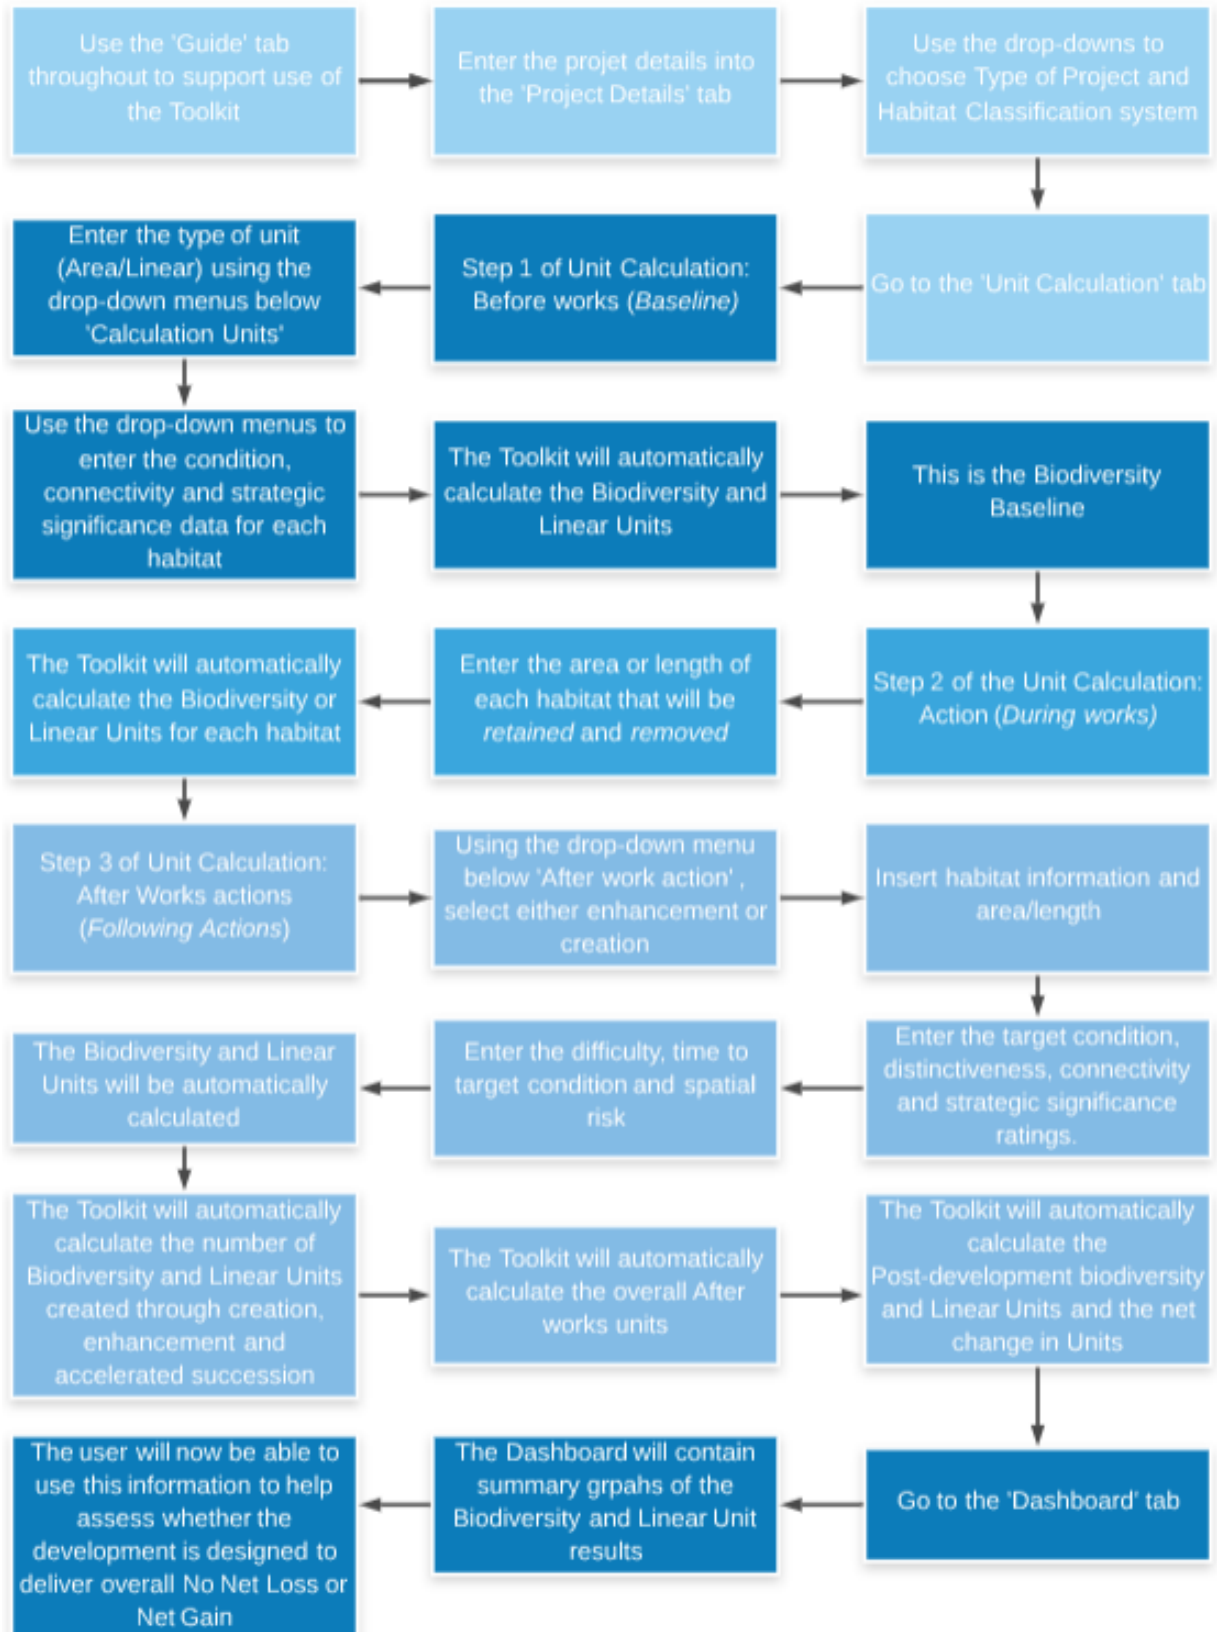 Use the 'Guide' tab
throughout to support use of
the Toolkit
Enter the projet details into
the 'Project Details' tab
Use the drop-downs to
choose Type of Project and
Habitat Classification system
Go to the 'Unit Calculation' tab
Step 1 of Unit Calculation:
Before works (Baseline)
Enter the type of unit
(Area/Linear) using the
drop-down menus below
'Calculation Units'
Use the drop-down menus to
enter the condition,
connectivity and strategic
significance data for each
habitat
The Toolkit will automatically
calculate the Biodiversity and
Linear Units
This is the Biodiversity
Baseline
Step 2 of the Unit Calculation:
Action (During works)
Enter the area or length of
each habitat that will be
retained and removed
The Toolkit will automatically
calculate the Biodiversity or
Linear Units for each habitat
Step 3 of Unit Calculation:
After Works actions
(Following Actions)
Using the drop-down menu
below 'After work action' ,
select either enhancement or
creation
Insert habitat information and
area/length
Enter the target condition,
distinctiveness, connectivity
and strategic significance
ratings.
Enter the difficulty, time to
target condition and spatial
risk
The Biodiversity and Linear
Units will be automatically
calculated
The Toolkit will automatically
calculate the number of
Biodiversity and Linear Units
created through creation,
enhancement and
accelerated succession
The Toolkit will automatically
calculate the overall After
works units
The Toolkit will automatically
calculate the
Post-development biodiversity
and Linear Units and the net
change in Units
Go to the 'Dashboard' tab
The Dashboard will contain
summary grpahs of the
Biodiversity and Linear Unit
results
The user will now be able to
use this information to help
assess whether the
development is designed to
deliver overall No Net Loss or
Net Gain